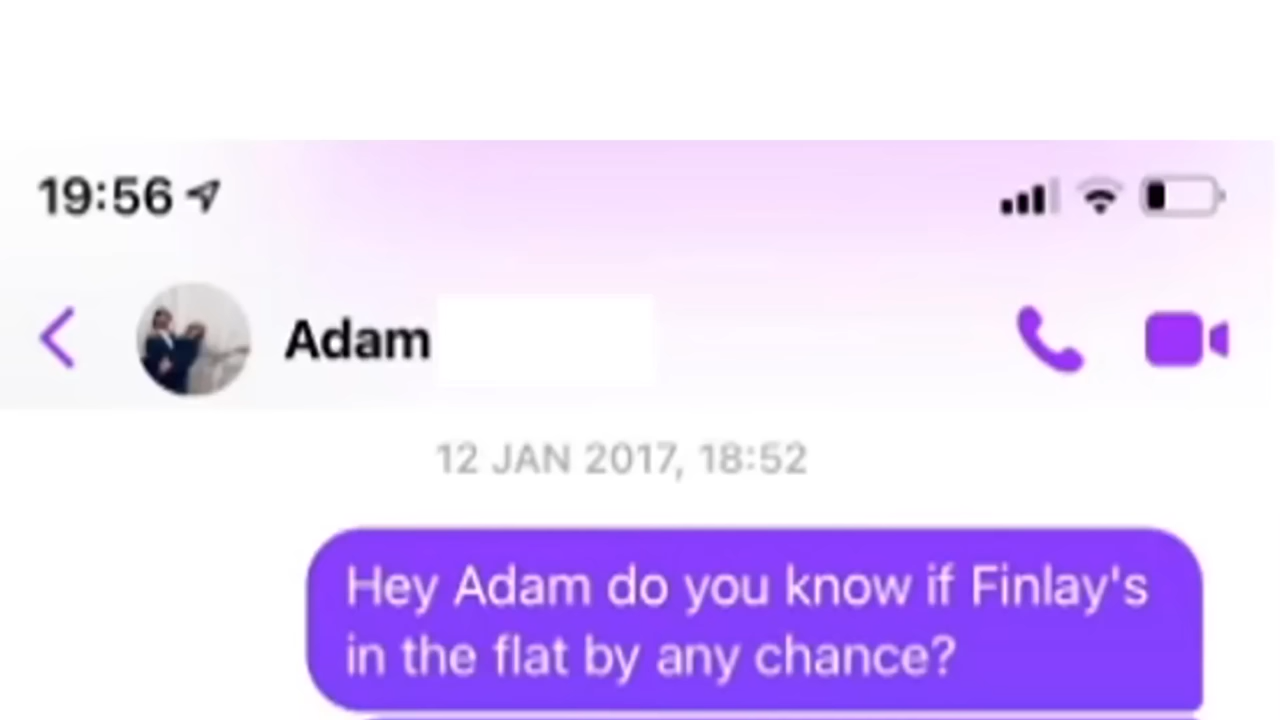 19:56
Adam
12 JAN 2017, 18:52
Hey Adam do you know if Finlay's
in the flat by any chance?